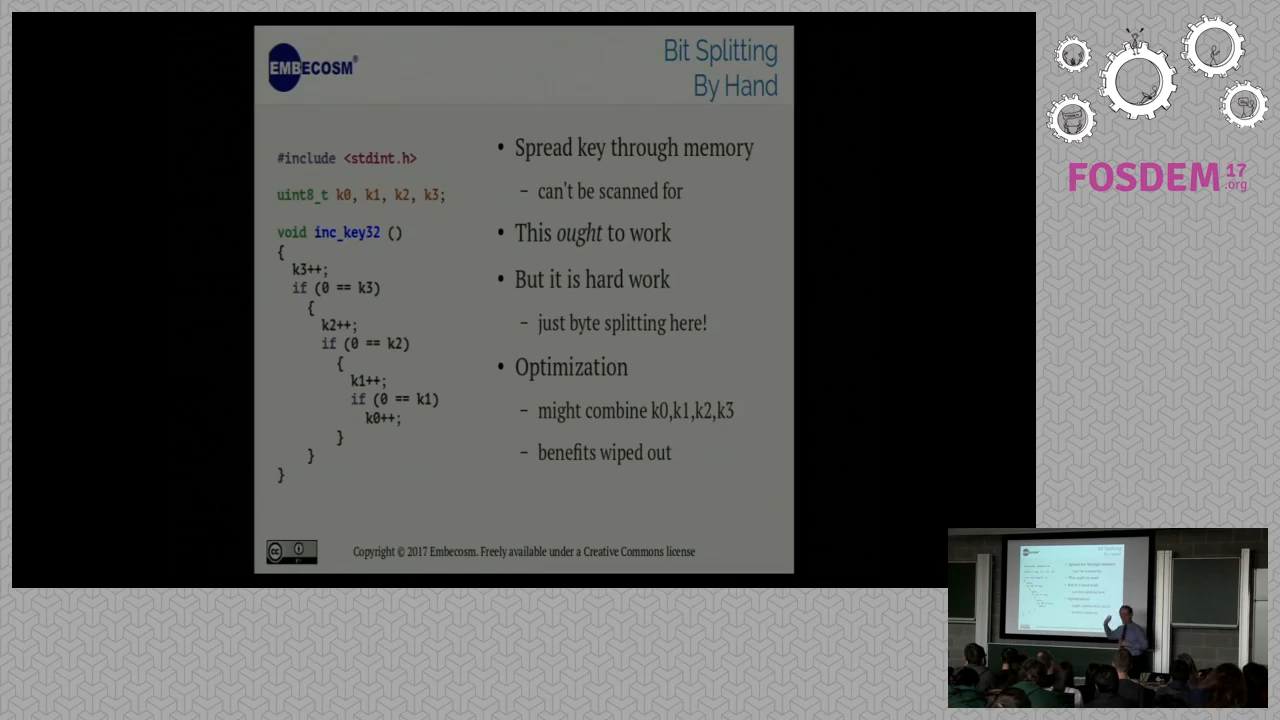 EMBECOSM®
Bit Splitting
By Hand
#include <stdint.h>
uint8_t k0, k1, k2, k3;
void inc_key32 ()
{
k3++;
if (0 == k3)
{
k2++;
if (0 == k2)
{
k1++;
if (0 == k1)
k0++;
}
}
}
• Spread key through memory
– can't be scanned for
• This ought to work
• But it is hard work
– just byte splitting here!
• Optimization
– might combine k0,k1,k2,k3
– benefits wiped out
Copyright © 2017 Embecosm. Freely available under a Creative Commons license
FOSDEM 17
.org